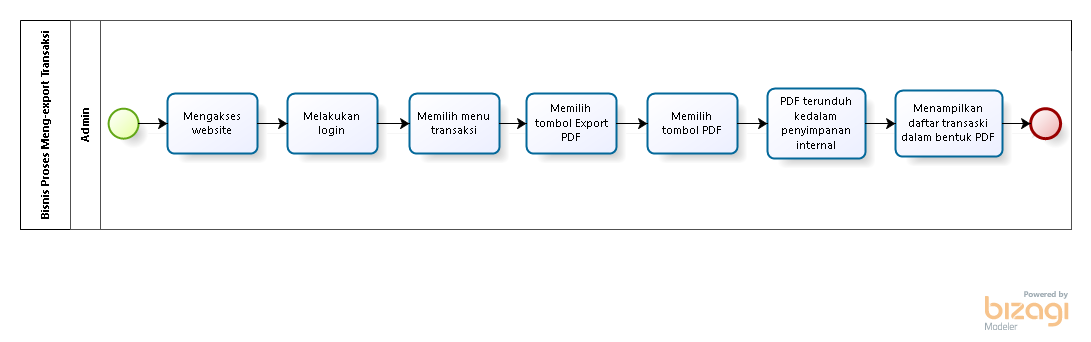 Bisnis Proses Meng-export Transaksi
Admin
Mengakses
website
Melakukan
login
Memilih menu
transaksi
Memilih
tombol Export
PDF
Memilih
tombol PDF
PDF terunduh
kedalam
penyimpanan
internal
Menampilkan
daftar transaski
dalam bentuk PDF
Powered by
bizagi
Modeler